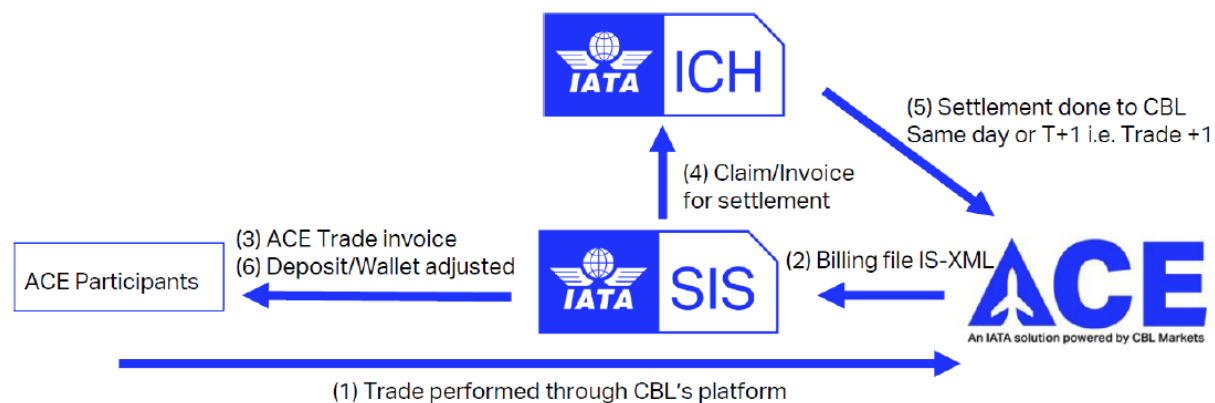 IATA
ICH
(5) Settlement done to CBL
Same day or T+1 i.e. Trade +1
(4) Claim/Invoice
for settlement
(3) ACE Trade invoice
(6) Deposit/Wallet adjusted
ACE Participants
IATA
SIS
(2) Billing file IS-XML
ACE
An IATA solution powered by CBL Markets
(1) Trade performed through CBL's platform